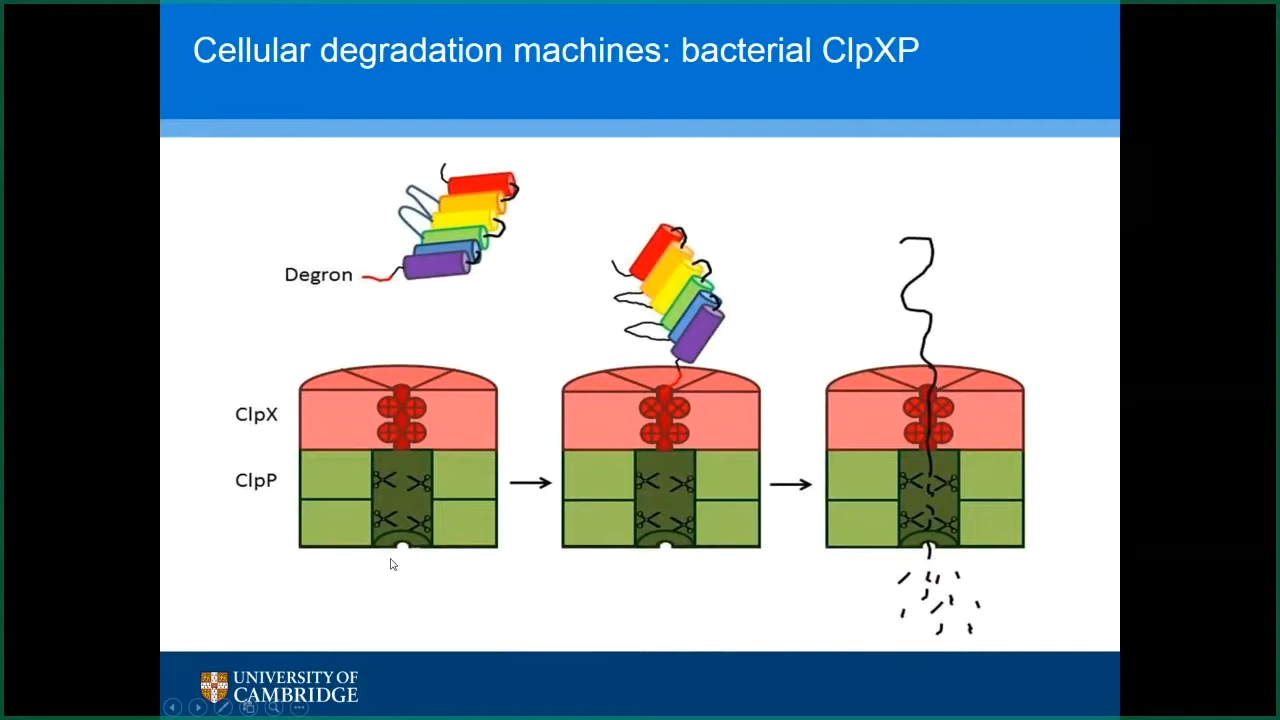 Cellular degradation machines: bacterial ClpXP
Degron
ClpX
ClpP
UNIVERSITY OF
CAMBRIDGE